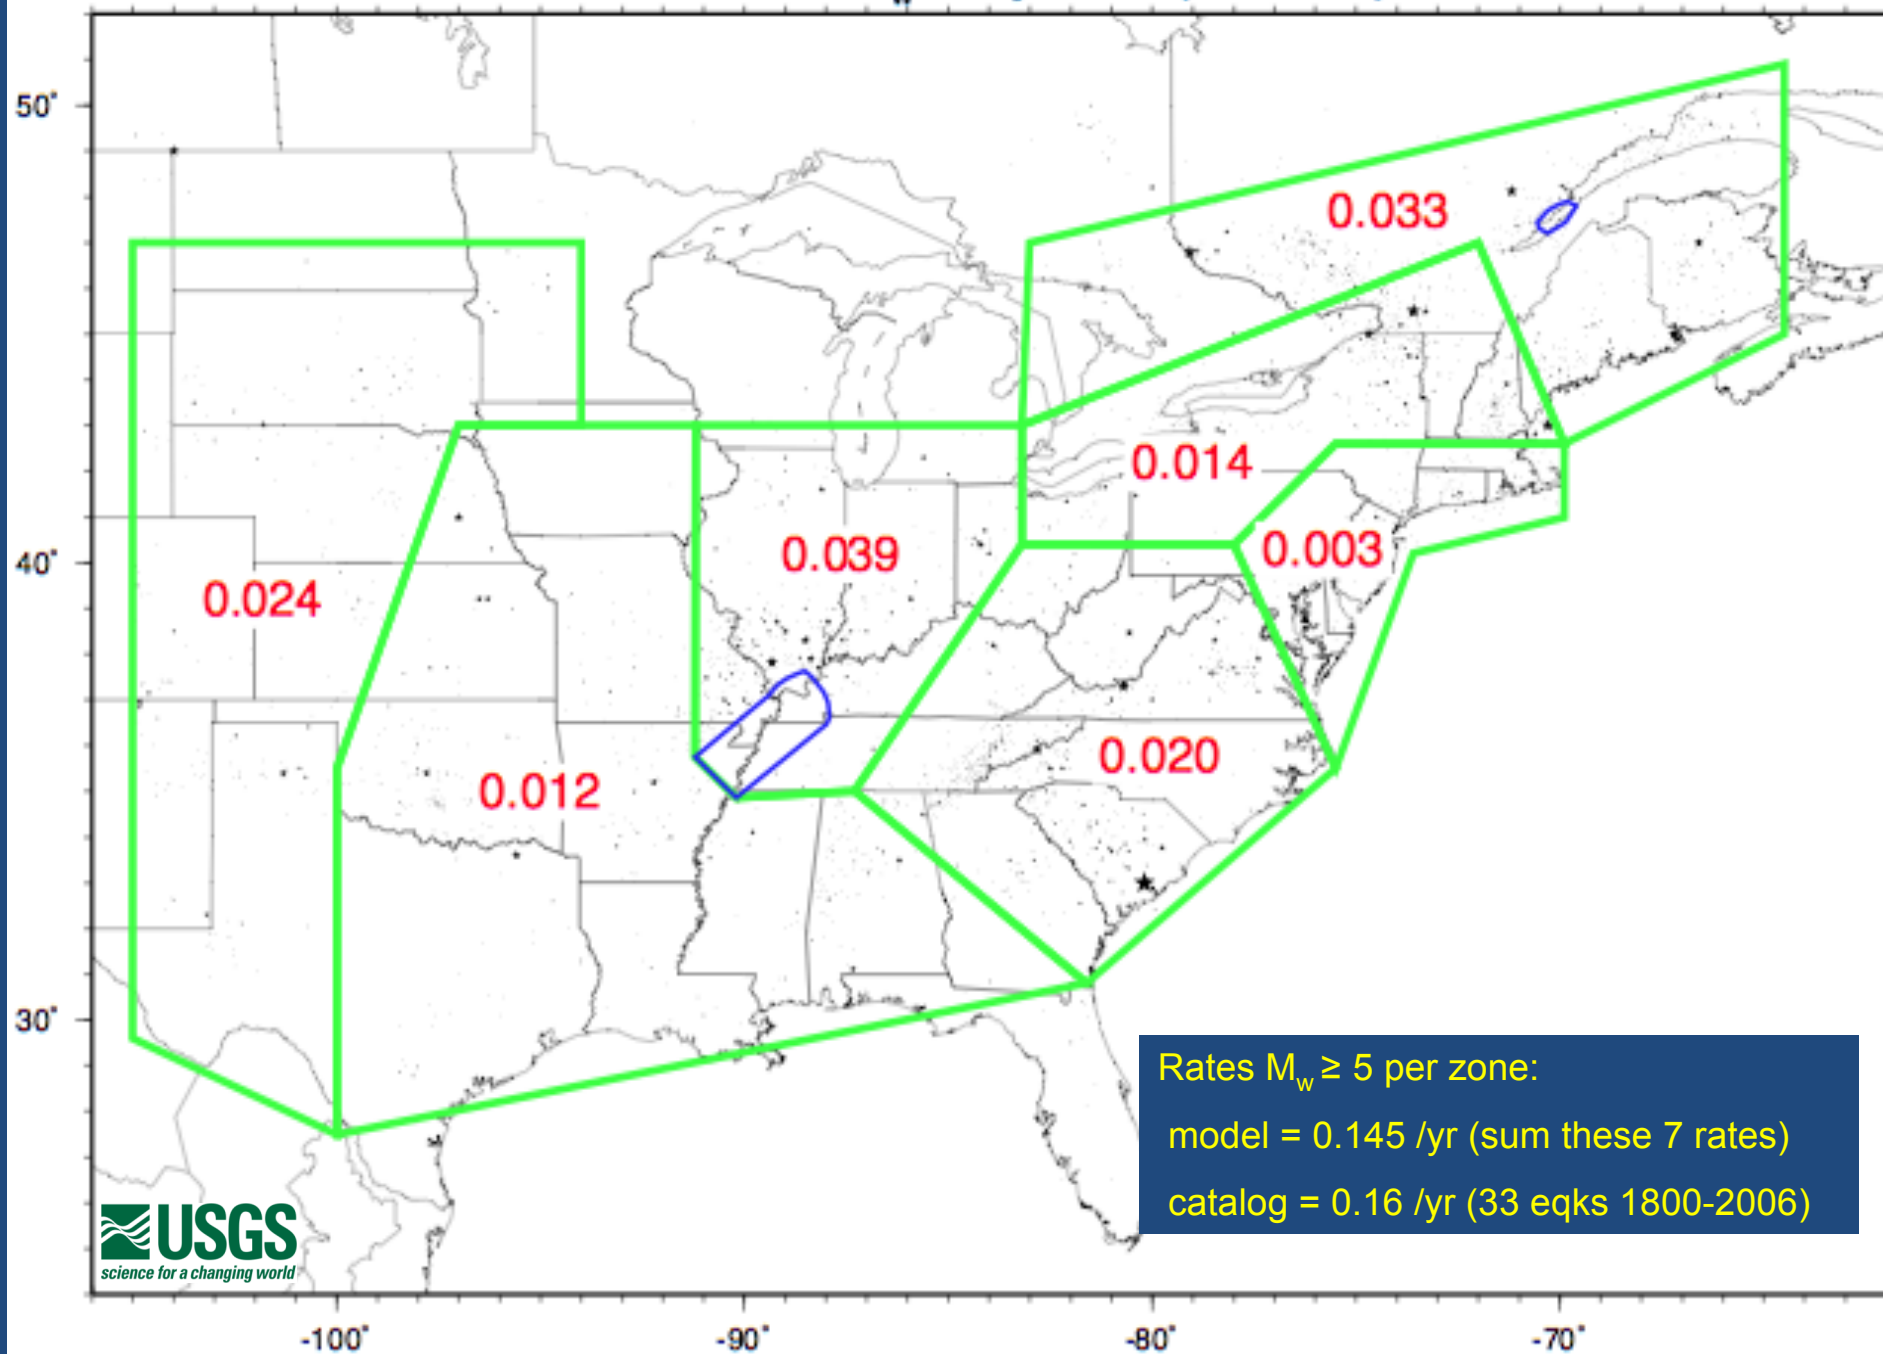 50°
0.033
0.014
0.039
0.003
40°
0.024
0.020
0.012
30°
Rates Mw ≥ 5 per zone:
model = 0.145 /yr (sum these 7 rates)
catalog = 0.16 /yr (33 eqks 1800-2006)
USGS
science for a changing world
-100°
-90°
-80°
-70°